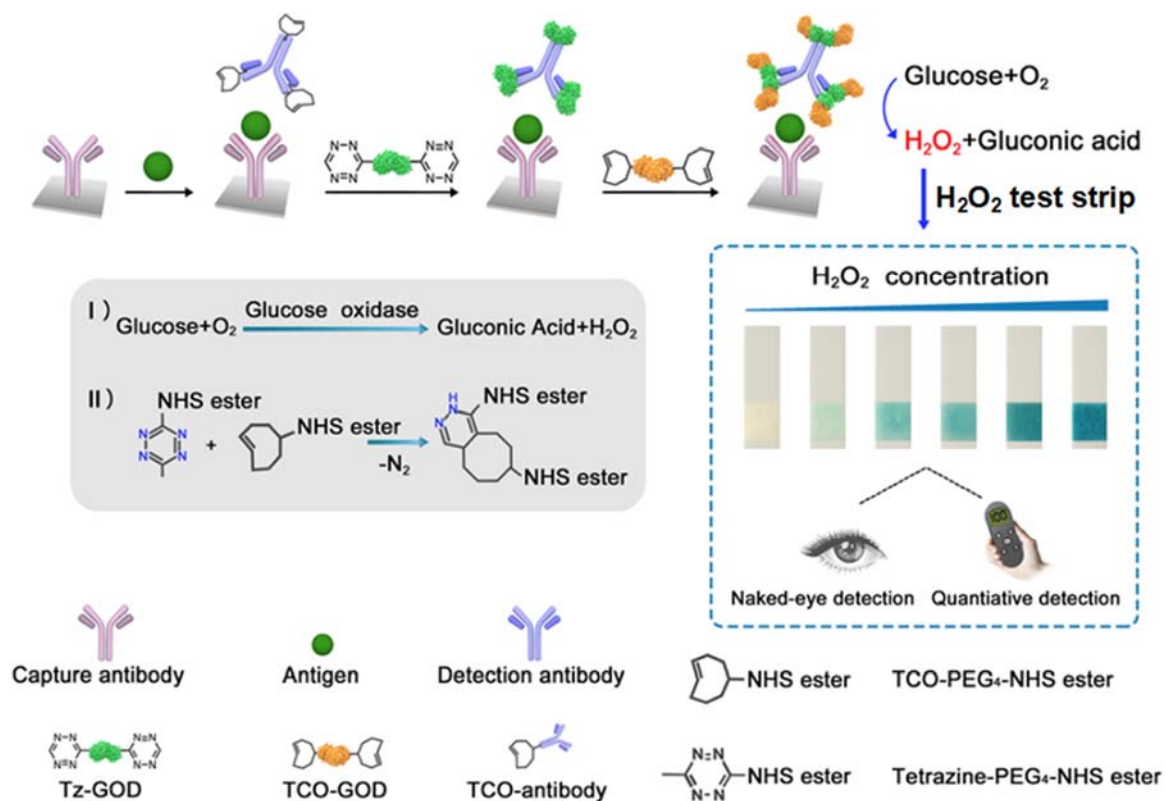 Glucose+O₂
H₂O₂+Gluconic acid
H₂O₂ test strip
N=N
N=N
N=N
N=N
H₂O₂ concentration
I)
Glucose+O₂
Glucose oxidase
Gluconic Acid+H₂O₂
II)
NHS ester
N N
N N
+
NHS ester
-N₂
H
N
N
NHS ester
NHS ester
100
Naked-eye detection
Quantiative detection
Capture antibody
Antigen
Detection antibody
NHS ester
TCO-PEG₄-NHS ester
N=N
N=N
N=N
N=N
Tz-GOD
TCO-GOD
TCO-antibody
N=N
N=N
NHS ester
Tetrazine-PEG₄-NHS ester